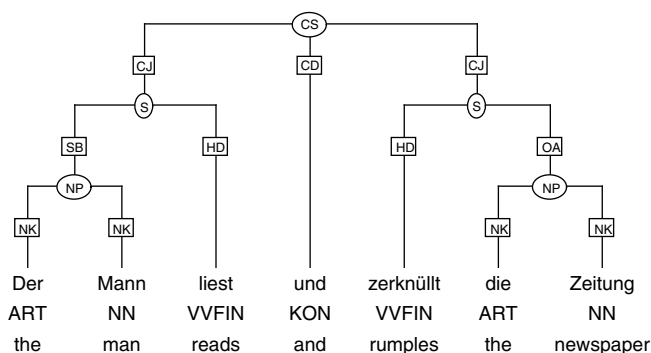 CS
CJ CD CJ
S S
SB HD HD OA
NP NP
NK NK NK NK
Der Mann liest und zerknüllt die Zeitung
ART NN VVFIN KON VVFIN ART NN
the man reads and rumples the newspaper